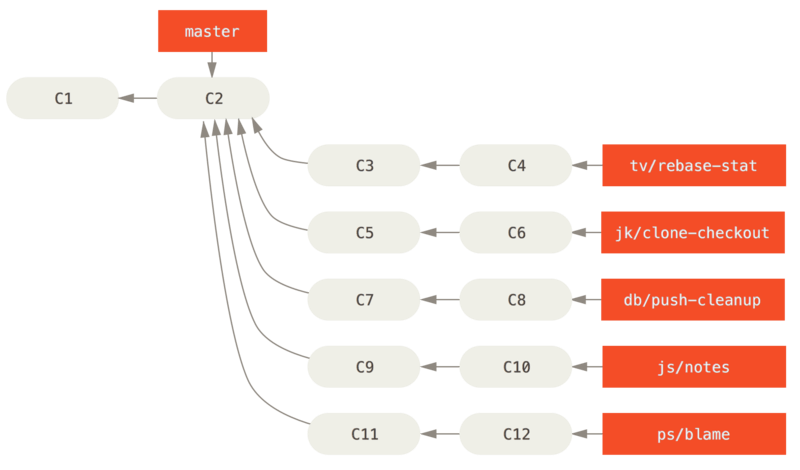 master
C1 C2
C3 C4 tv/rebase-stat
C5 C6 jk/clone-checkout
C7 C8 db/push-cleanup
C9 C10 js/notes
C11 C12 ps/blame